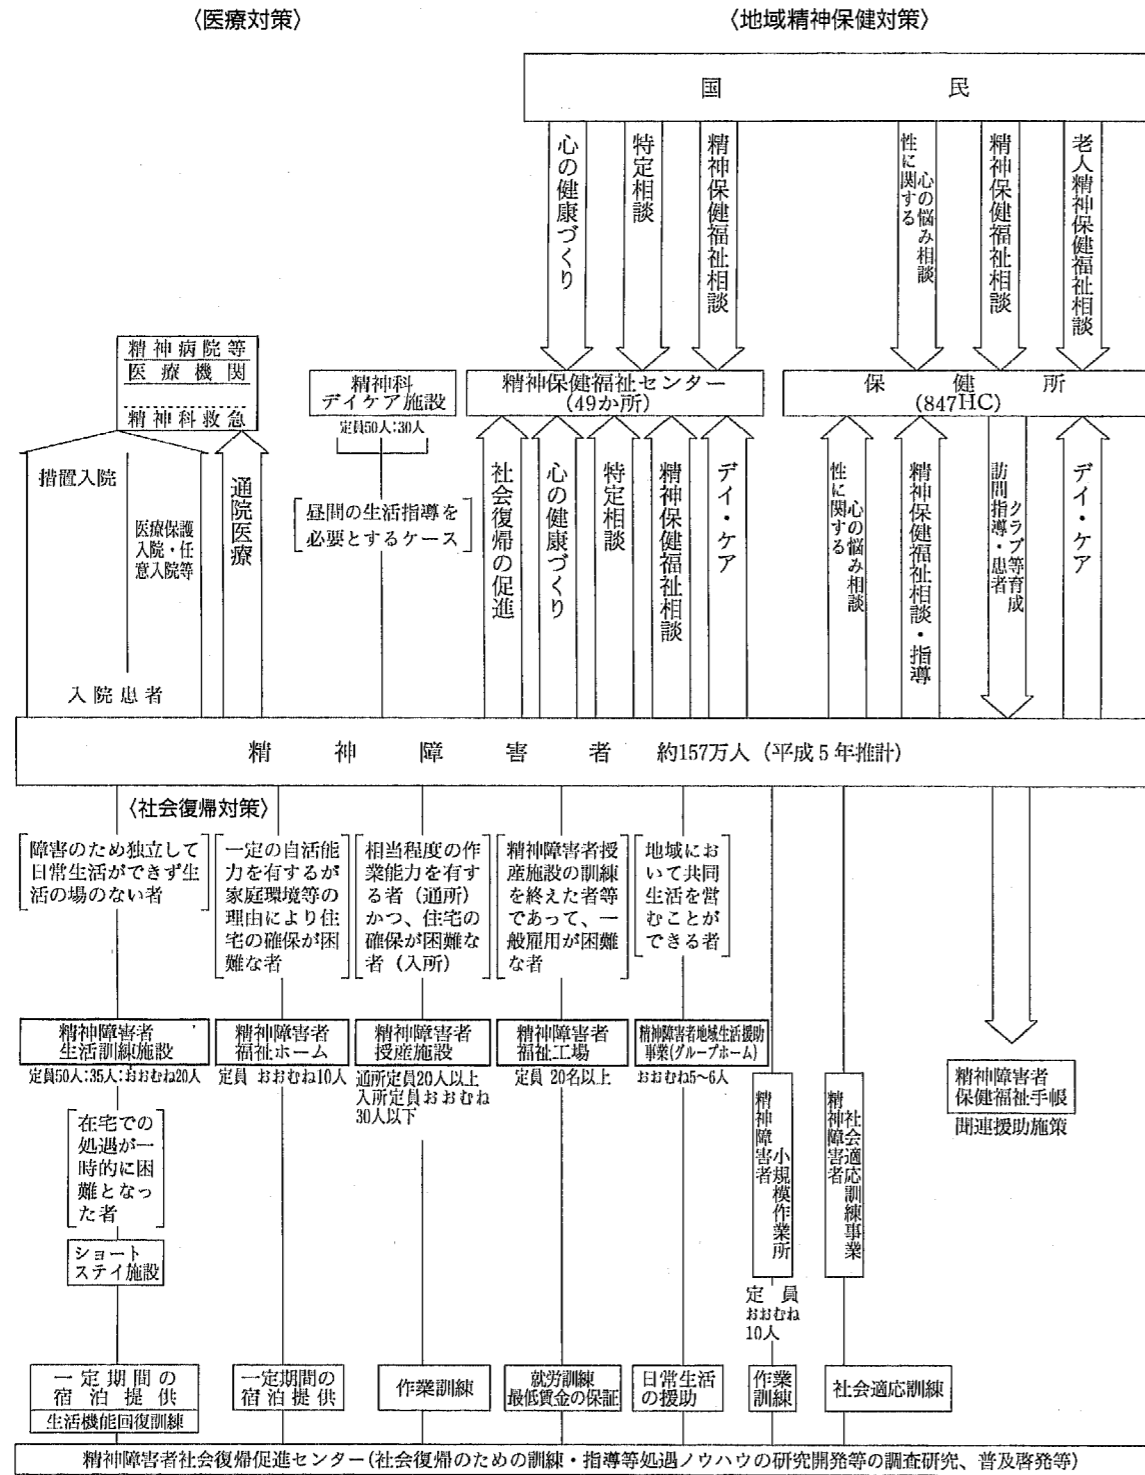 〈医療対策〉
〈地域精神保健対策〉
国民
心の健康づくり
特定相談
精神保健福祉相談
性に関する
心の悩み相談
精神保健福祉相談
老人精神保健福祉相談
精神病院等
医療機関
精神科救急
精神科
デイケア施設
定員50人:30人
精神保健福祉センター
(49か所)
保健所
(847HC)
措置入院
医療保護
入院・任
意入院等
入院患者
通院医療
昼間の生活指導を
必要とするケース
社会復帰の促進
心の健康づくり
特定相談
精神保健福祉相談
デイ・ケア
性に関する
心の悩み相談
精神保健福祉相談・指導
訪問指導・患者
クラブ等育成
デイ・ケア
精神障害者 約157万人(平成5年推計)
〈社会復帰対策〉
障害のため独立して
日常生活ができず生
活の場のない者
一定の自活能
力を有するが
家庭環境等の
理由により住
宅の確保が困
難な者
相当程度の作
業能力を有す
る者(通所)
かつ、住宅の
確保が困難な
者(入所)
精神障害者授
産施設の訓練
を終えた者等
であって、一
般雇用が困難
な者
地域にお
いて共同
生活を営
むことが
できる者
精神障害者
生活訓練施設
定員50人:35人:おおむね20人
精神障害者
福祉ホーム
定員 おおむね10人
精神障害者
授産施設
通所定員20人以上
入所定員おおむね
30人以下
精神障害者
福祉工場
定員 20名以上
精神障害者地域生活援助
事業(グループホーム)
おおむね5~6人
在宅での
処遇が一
時的に困
難となっ
た者
ショート
ステイ施設
精神障害者
小規模作業所
定員
おおむね
10人
精神障害者
社会適応訓練事業
精神障害者
保健福祉手帳
関連援助施策
一定期間の
宿泊提供
生活機能回復訓練
一定期間の
宿泊提供
作業訓練
就労訓練
最低賃金の保証
日常生活
の援助
作業
訓練
社会適応訓練
精神障害者社会復帰促進センター(社会復帰のための訓練・指導等処遇ノウハウの研究開発等の調査研究、普及啓発等)